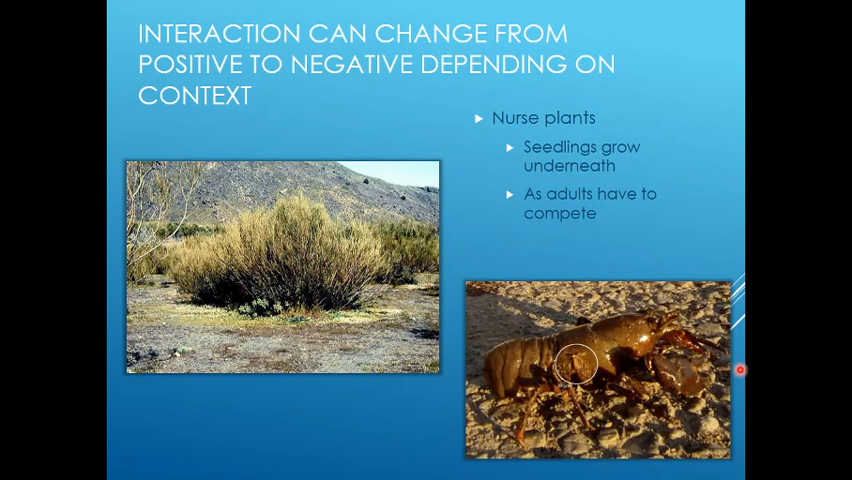 INTERACTION CAN CHANGE FROM
POSITIVE TO NEGATIVE DEPENDING ON
CONTEXT
Nurse plants
Seedlings grow
underneath
As adults have to
compete